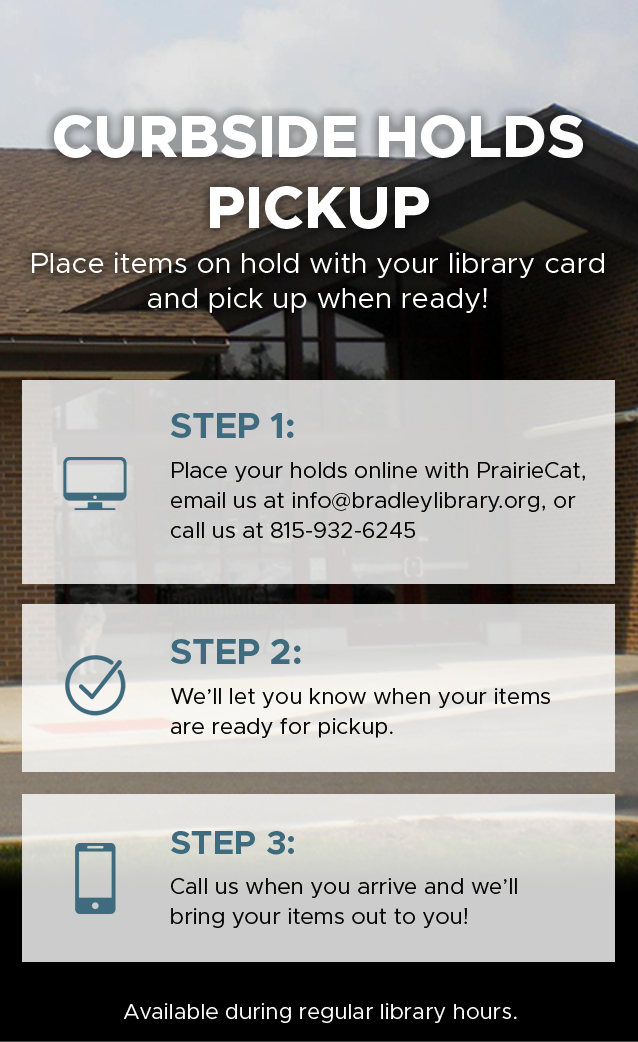 CURBSIDE HOLDS
PICKUP
Place items on hold with your library card
and pick up when ready!
STEP 1:
Place your holds online with PrairieCat,
email us at info@bradleylibrary.org, or
call us at 815-932-6245
STEP 2:
We’ll let you know when your items
are ready for pickup.
STEP 3:
Call us when you arrive and we’ll
bring your items out to you!
Available during regular library hours.